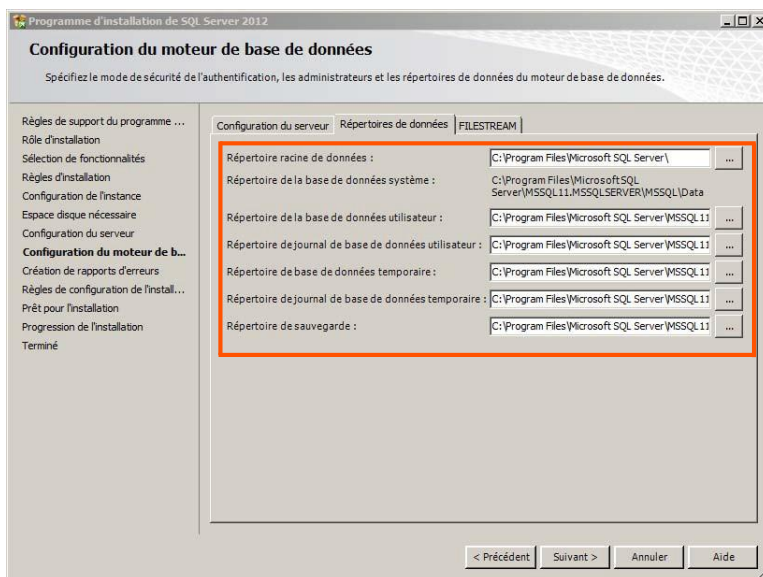 Programme d'installation de SQL Server 2012
Configuration du moteur de base de données
Spécifiez le mode de sécurité de l'authentification, les administrateurs et les répertoires de données du moteur de base de données.
Règles de support du programme ...
Rôle d'installation
Sélection de fonctionnalités
Règles d'installation
Configuration de l'instance
Espace disque nécessaire
Configuration du serveur
Configuration du moteur de b...
Création de rapports d'erreurs
Règles de configuration de l'install...
Prêt pour l'installation
Progression de l'installation
Terminé
Configuration du serveur Répertoires de données FILESTREAM
Répertoire racine de données : C:\Program Files\Microsoft SQL Server\ ...
Répertoire de la base de données système : C:\Program Files\Microsoft SQL
Server\MSSQL11.MSSQLSERVER\MSSQL\Data
Répertoire de la base de données utilisateur : C:\Program Files\Microsoft SQL Server\MSSQL11 ...
Répertoire de journal de base de données utilisateur : C:\Program Files\Microsoft SQL Server\MSSQL11 ...
Répertoire de base de données temporaire : C:\Program Files\Microsoft SQL Server\MSSQL11 ...
Répertoire de journal de base de données temporaire : C:\Program Files\Microsoft SQL Server\MSSQL11 ...
Répertoire de sauvegarde : C:\Program Files\Microsoft SQL Server\MSSQL11 ...
< Précédent Suivant > Annuler Aide